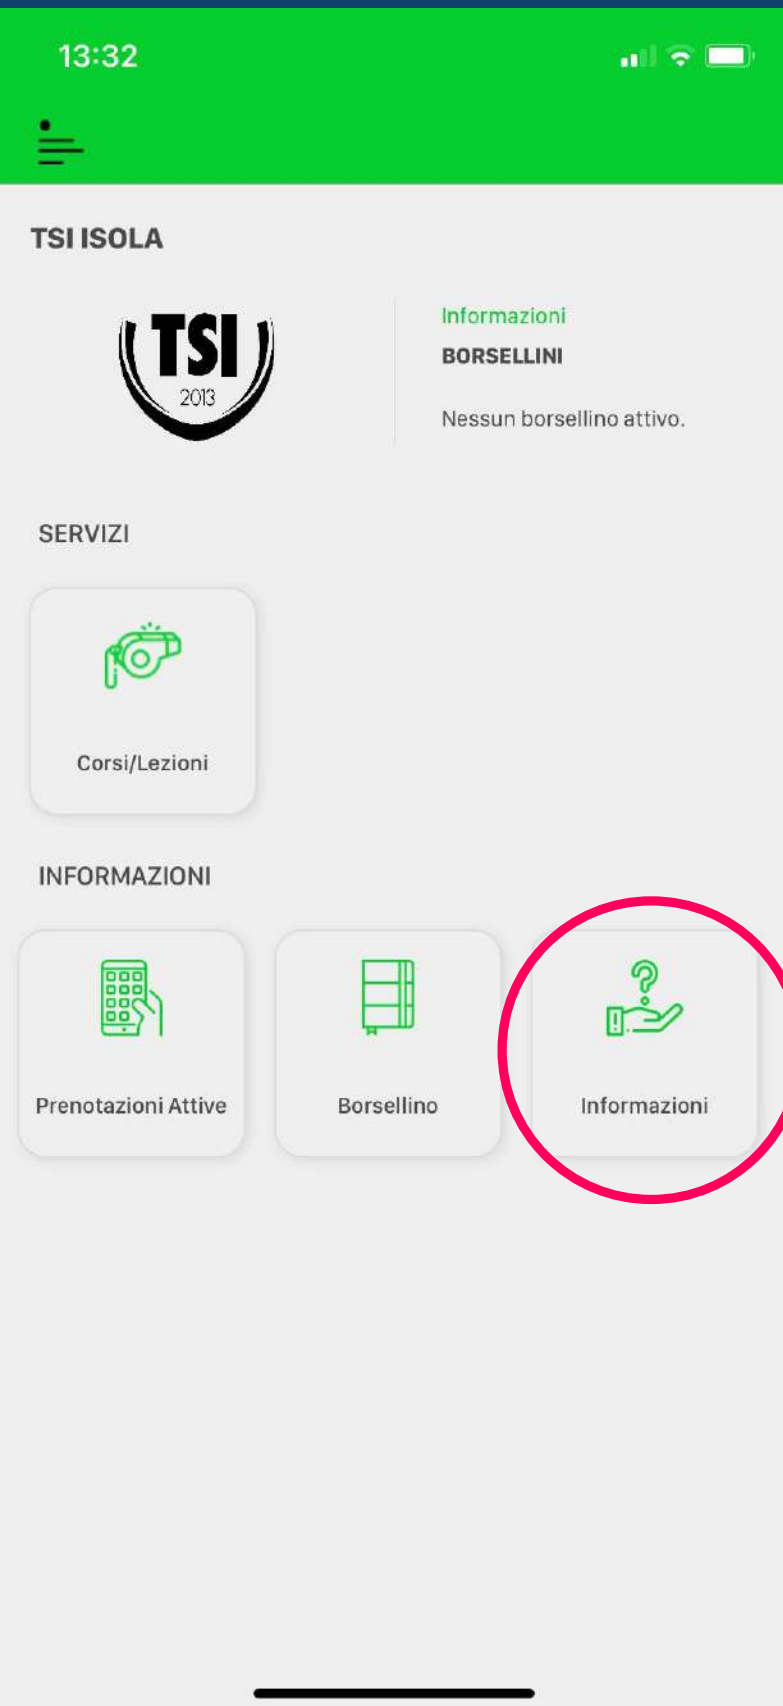 13:32
TSI ISOLA
TSI
2013
Informazioni
BORSELLINI
Nessun borsellino attivo.
SERVIZI
Corsi/Lezioni
INFORMAZIONI
Prenotazioni Attive
Borsellino
Informazioni